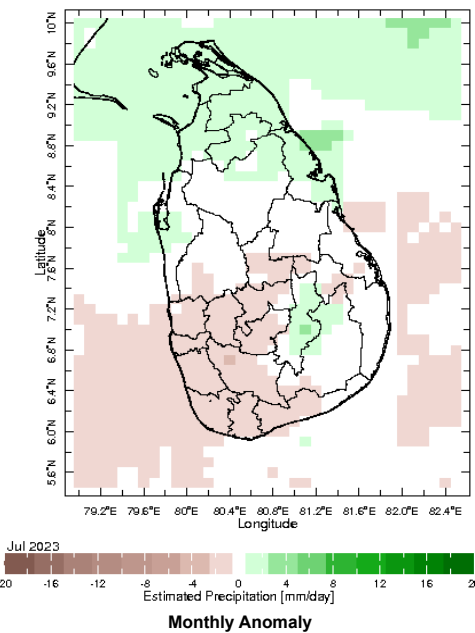 10°N
9.6°N
9.2°N
8.8°N
8.4°N
8°N
7.6°N
7.2°N
6.8°N
6.4°N
6.0°N
5.6°N
Latitude
79.2°E 79.6°E 80°E 80.4°E 80.8°E 81.2°E 81.6°E 82.0°E 82.4°E
Longitude
Jul 2023
20 -16 -12 -8 -4 0 4 8 12 16 20
Estimated Precipitation [mm/day]
Monthly Anomaly